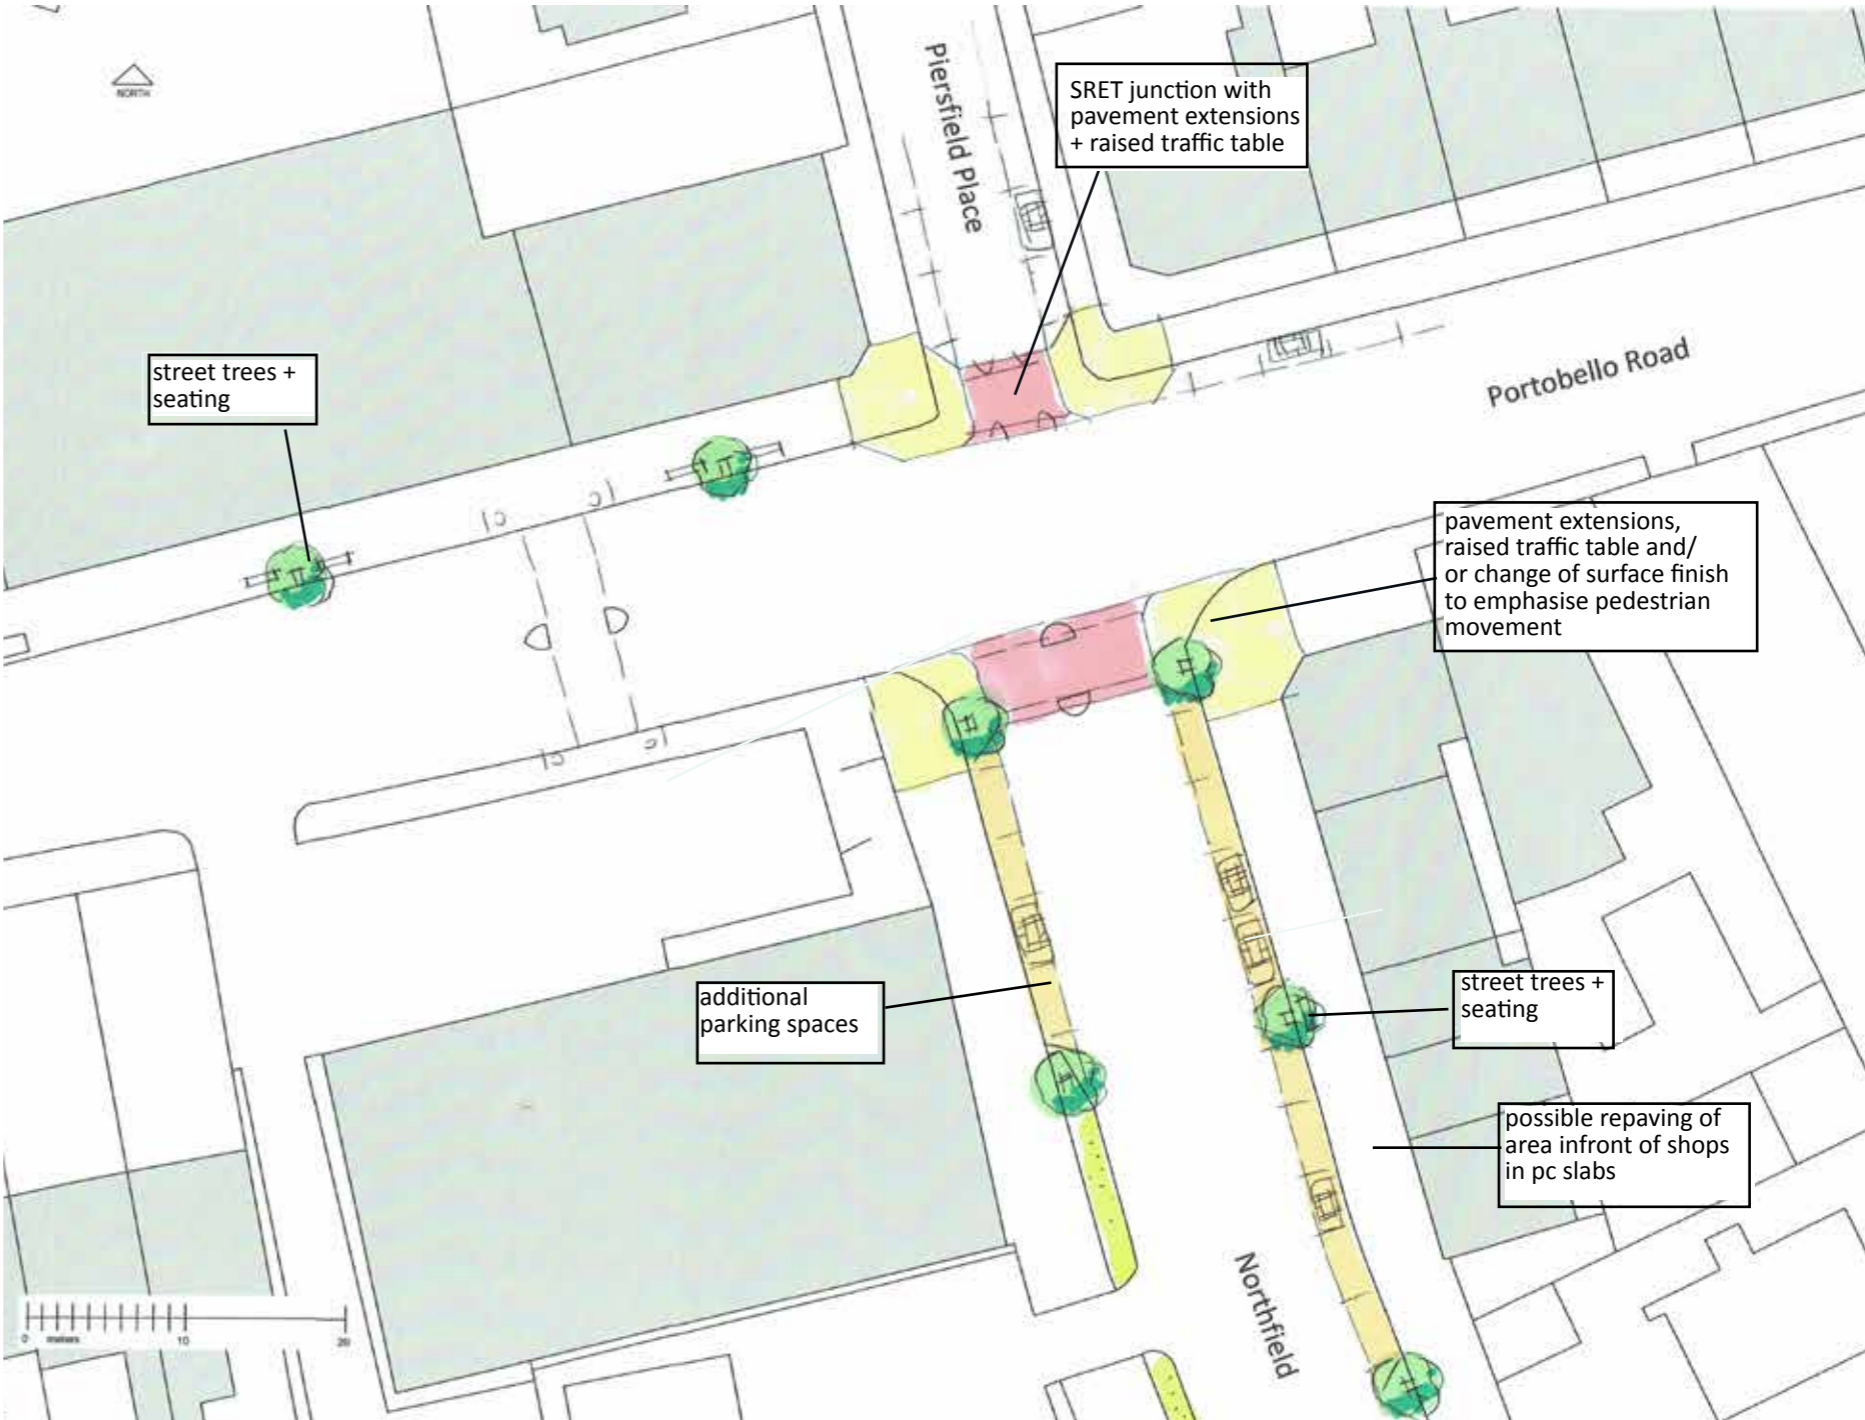 NORTH
Piersfield Place
SRET junction with
pavement extensions
+ raised traffic table
Portobello Road
street trees +
seating
pavement extensions,
raised traffic table and/
or change of surface finish
to emphasise pedestrian
movement
additional
parking spaces
street trees +
seating
possible repaving of
area infront of shops
in pc slabs
Northfield
0 meters 10 20